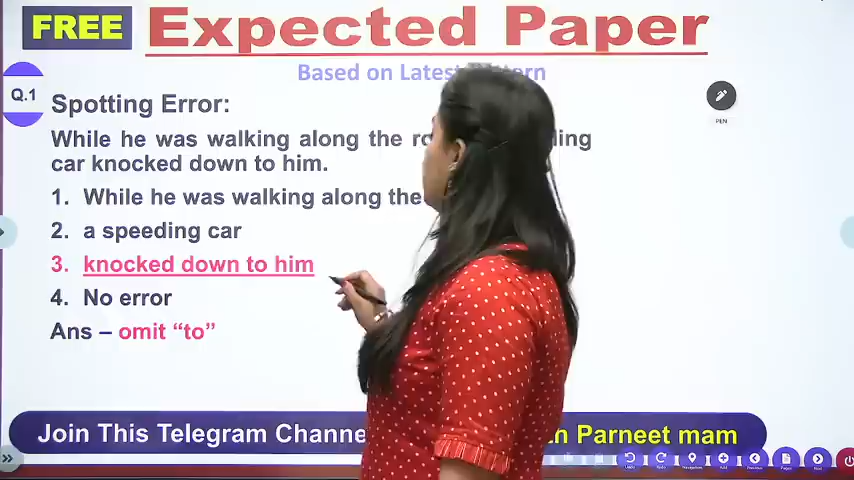 FREE Expected Paper
Based on Latest
Q.1
Spotting Error:
While he was walking along the
car knocked down to him.
1. While he was walking along the
2. a speeding car
3. knocked down to him
4. No error
Ans – omit “to”
PEN
Join This Telegram
Parneet mam